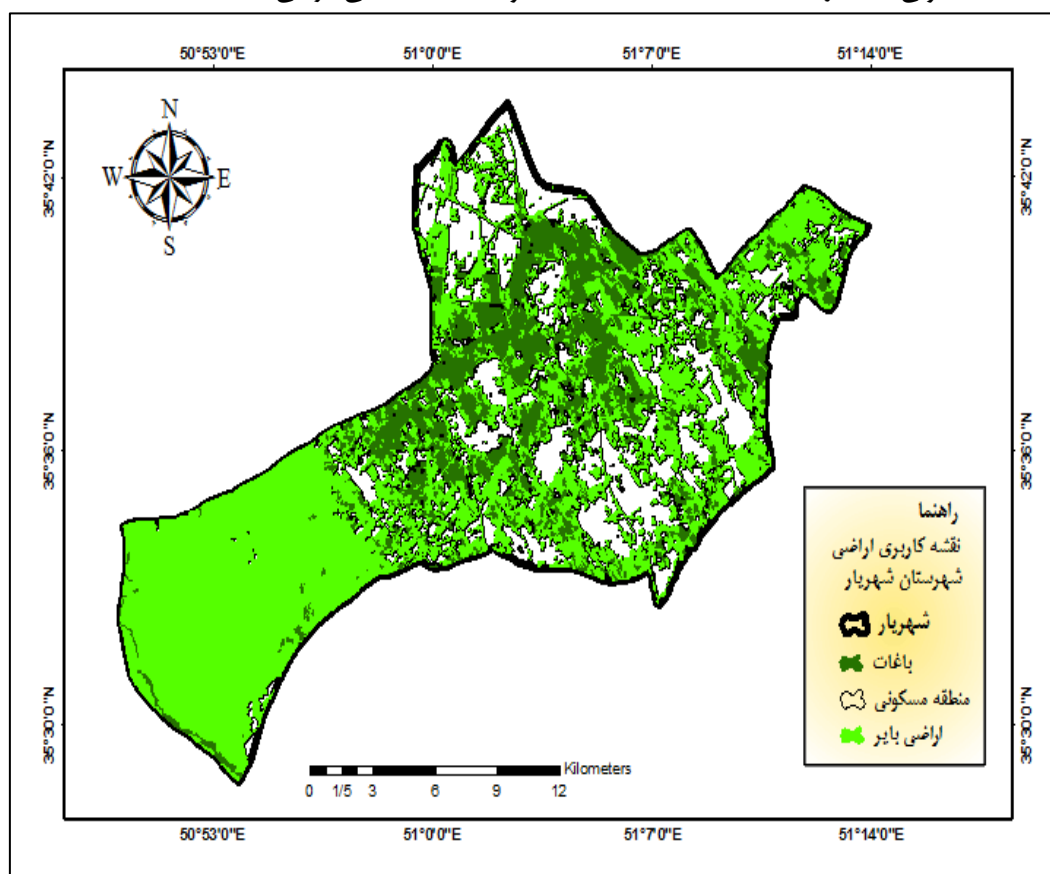 50°53'0"E 51°0'0"E 51°7'0"E 51°14'0"E
N
W E
S
35°42'0"N 35°42'0"N
35°36'0"N 35°36'0"N
35°30'0"N 35°30'0"N
راهنما
نقشه کاربری اراضی
شهرستان شهریار
شهریار
باغات
منطقه مسکونی
اراضی بایر
Kilometers
0 1/5 3 6 9 12
50°53'0"E 51°0'0"E 51°7'0"E 51°14'0"E